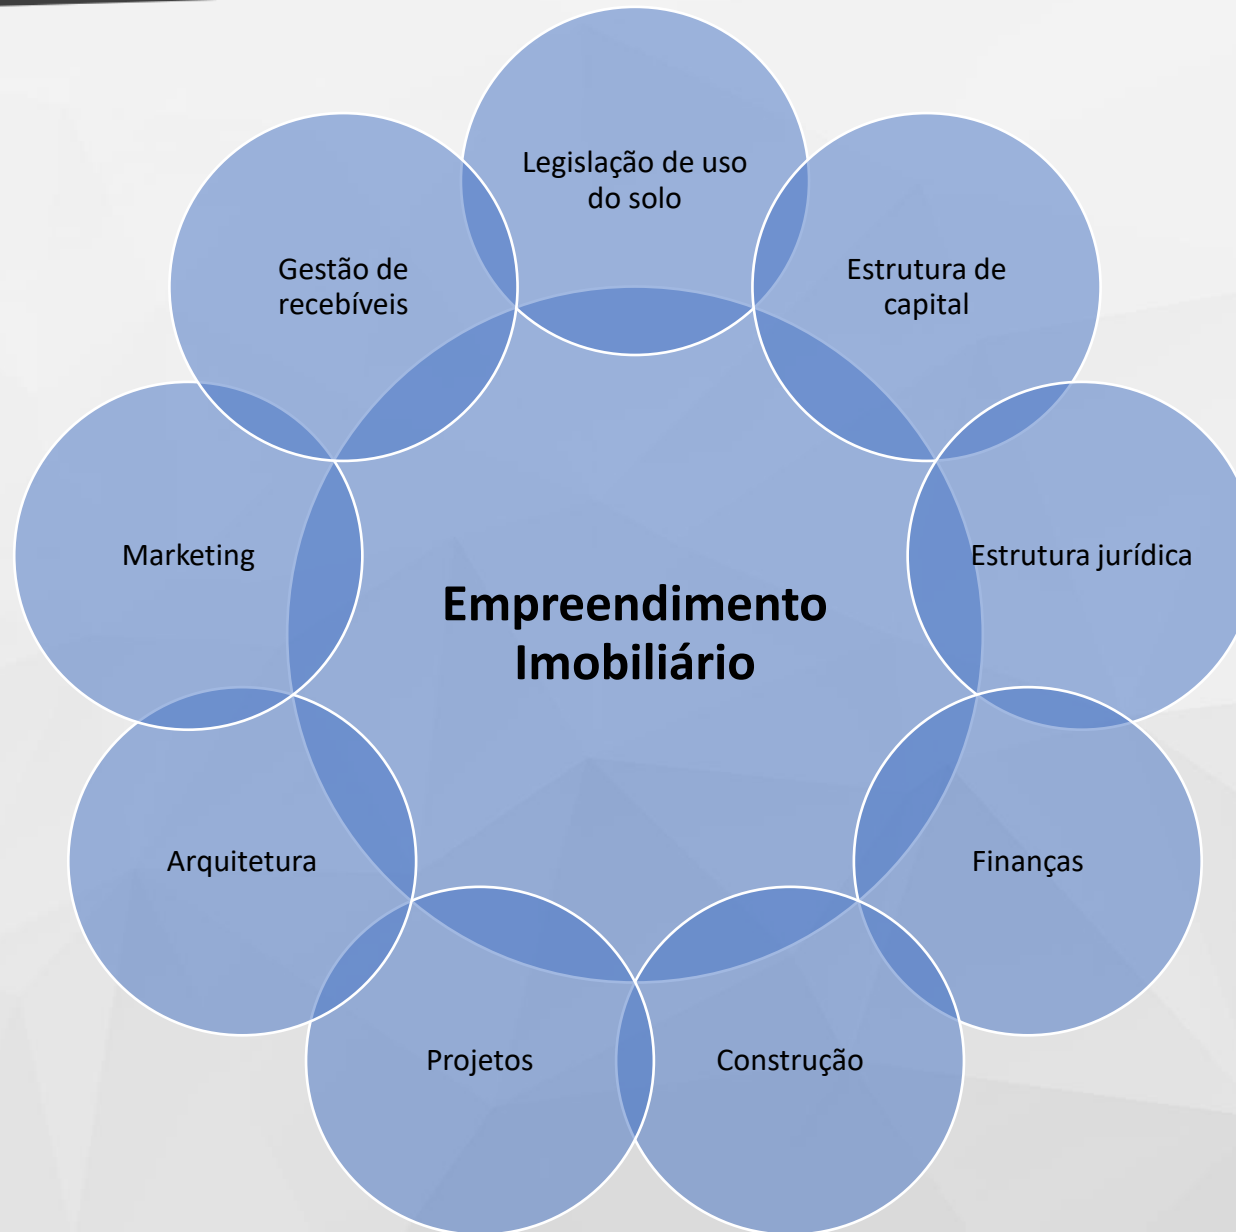 Legislação de uso
do solo
Gestão de
recebíveis
Estrutura de
capital
Marketing
Estrutura jurídica
Empreendimento
Imobiliário
Arquitetura
Finanças
Projetos
Construção